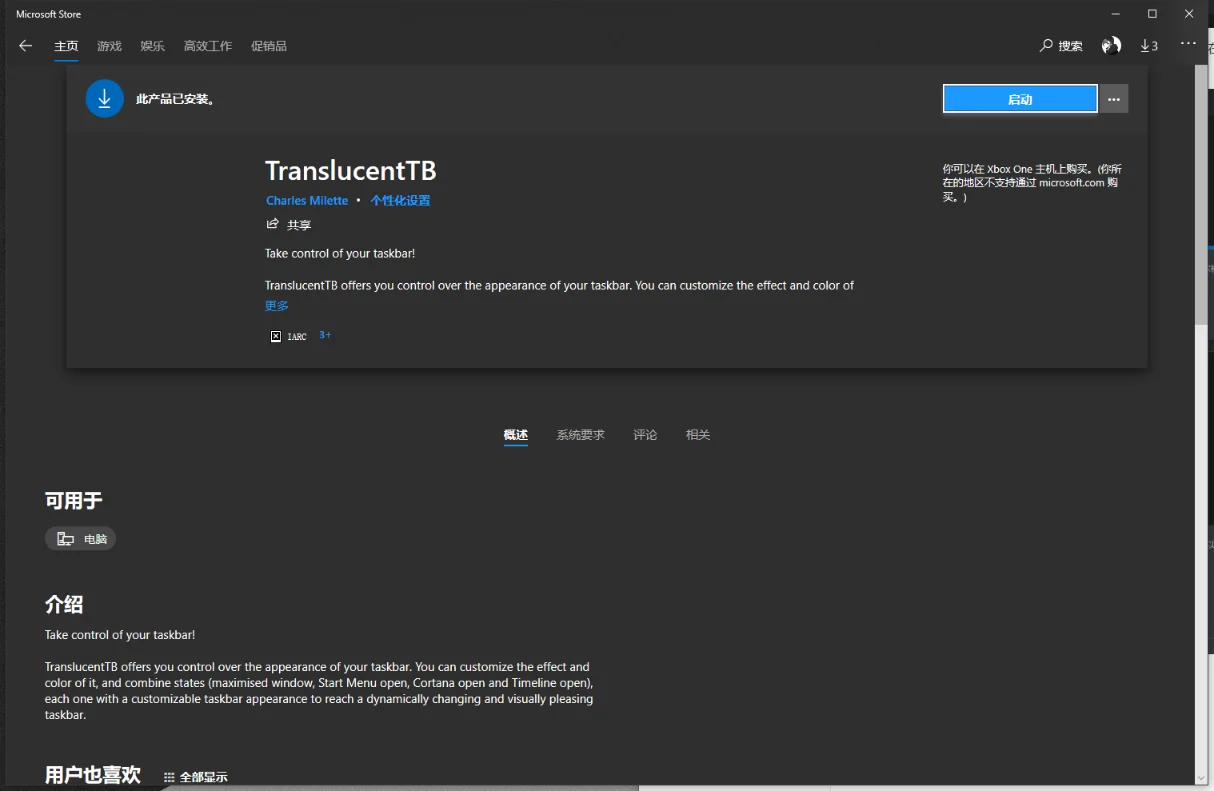 Microsoft Store
主页 游戏 娱乐 高效工作 促销品 搜索 3
此产品已安装。
启动
TranslucentTB
Charles Milette • 个性化设置
共享
Take control of your taskbar!
TranslucentTB offers you control over the appearance of your taskbar. You can customize the effect and color of
更多
IARC 3+
你可以在 Xbox One 主机上购买。(你所
在的地区不支持通过 microsoft.com 购
买。)
概述 系统要求 评论 相关
可用于
电脑
介绍
Take control of your taskbar!
TranslucentTB offers you control over the appearance of your taskbar. You can customize the effect and
color of it, and combine states (maximised window, Start Menu open, Cortana open and Timeline open),
each one with a customizable taskbar appearance to reach a dynamically changing and visually pleasing
taskbar.
用户也喜欢 全部显示